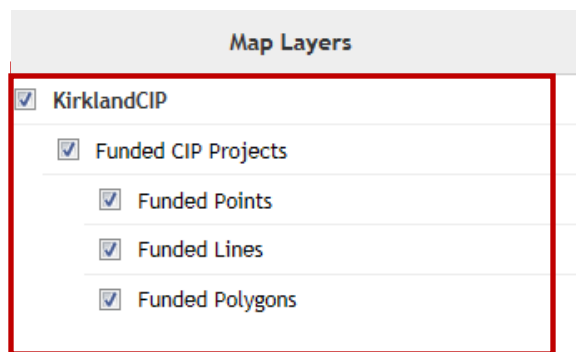 Map Layers
KirklandCIP
Funded CIP Projects
Funded Points
Funded Lines
Funded Polygons